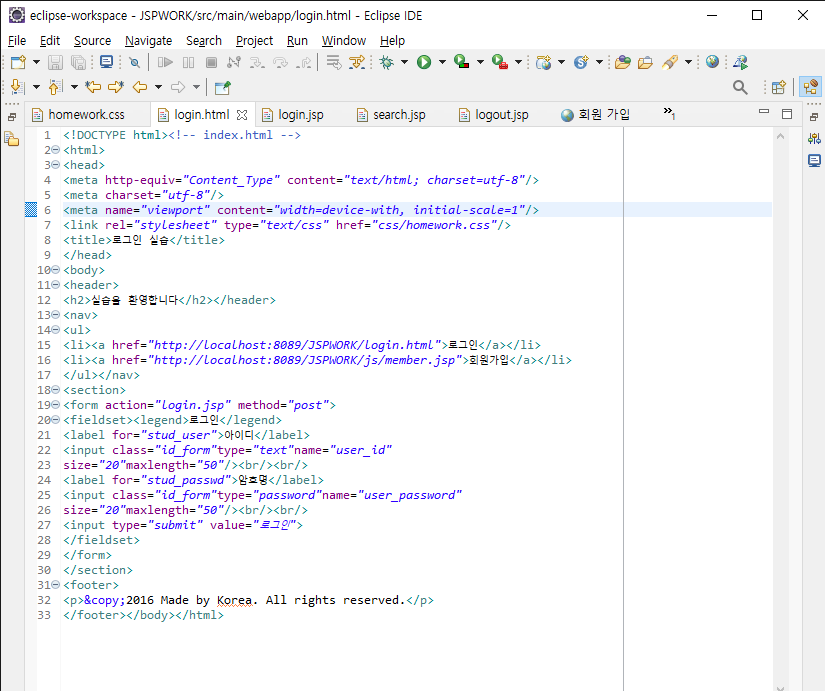 eclipse-workspace - JSPWORK/src/main/webapp/login.html - Eclipse IDE
File Edit Source Navigate Search Project Run Window Help
homework.css login.html login.jsp search.jsp logout.jsp 회원 가입 »1
1 <!DOCTYPE html><!-- index.html -->
2 <html>
3 <head>
4 <meta http-equiv="Content_Type" content="text/html; charset=utf-8"/>
5 <meta charset="utf-8"/>
6 <meta name="viewport" content="width=device-with, initial-scale=1"/>
7 <link rel="stylesheet" type="text/css" href="css/homework.css"/>
8 <title>로그인 실습</title>
9 </head>
10 <body>
11 <header>
12 <h2>실습을 환영합니다</h2></header>
13 <nav>
14 <ul>
15 <li><a href="http://localhost:8089/JSPWORK/login.html">로그인</a></li>
16 <li><a href="http://localhost:8089/JSPWORK/js/member.jsp">회원가입</a></li>
17 </ul></nav>
18 <section>
19 <form action="login.jsp" method="post">
20 <fieldset><legend>로그인</legend>
21 <label for="stud_user">아이디</label>
22 <input class="id_form"type="text"name="user_id"
23 size="20"maxlength="50"/><br/><br/>
24 <label for="stud_passwd">암호명</label>
25 <input class="id_form"type="password"name="user_password"
26 size="20"maxlength="50"/><br/><br/>
27 <input type="submit" value="로그인">
28 </fieldset>
29 </form>
30 </section>
31 <footer>
32 <p>&copy;2016 Made by Korea. All rights reserved.</p>
33 </footer></body></html>